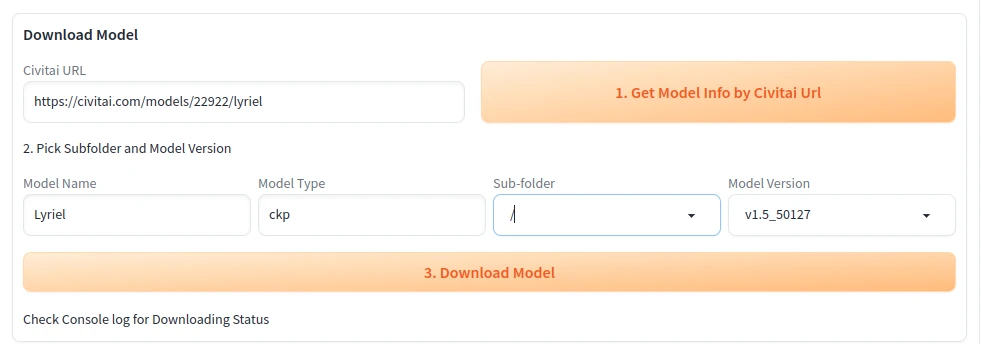 Download Model
Civitai URL
https://civitai.com/models/22922/lyriel
1. Get Model Info by Civitai Url
2. Pick Subfolder and Model Version
Model Name Model Type Sub-folder Model Version
Lyriel ckp / v1.5_50127
3. Download Model
Check Console log for Downloading Status